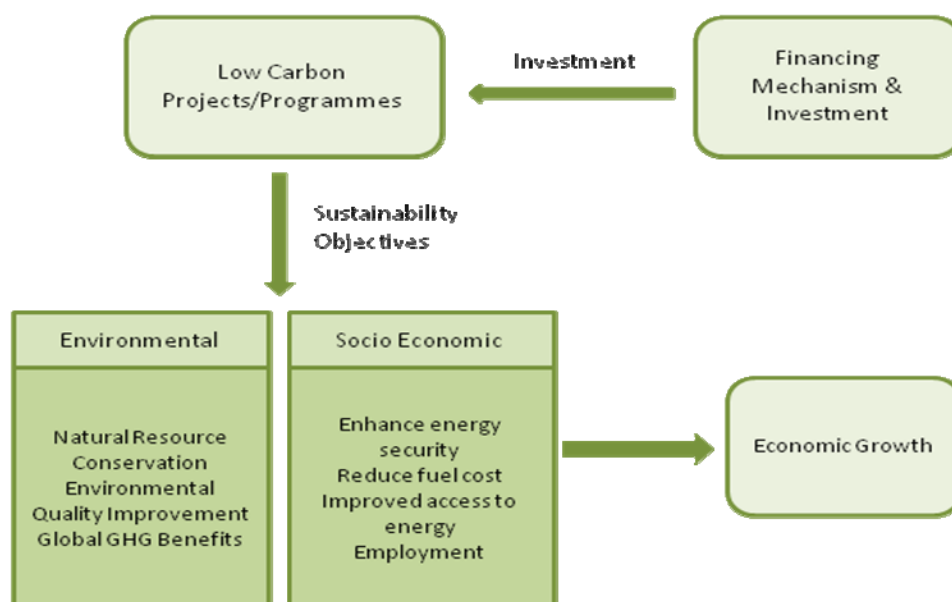 Low Carbon
Projects/Programmes
Investment
Financing
Mechanism &
Investment
Sustainability
Objectives
Environmental
Natural Resource
Conservation
Environmental
Quality Improvement
Global GHG Benefits
Socio Economic
Enhance energy
security
Reduce fuel cost
Improved access to
energy
Employment
Economic Growth